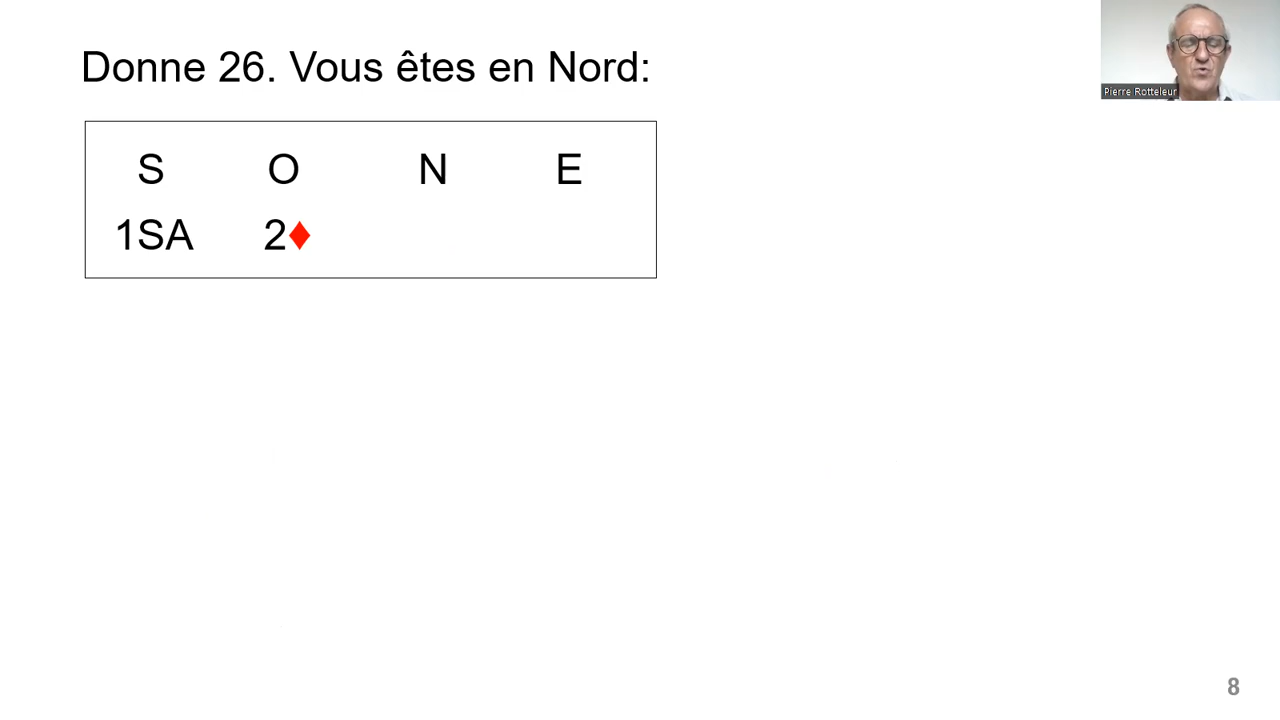 Donne 26. Vous êtes en Nord:
Pierre Rotteleur
S O N E
1SA 2♦
8